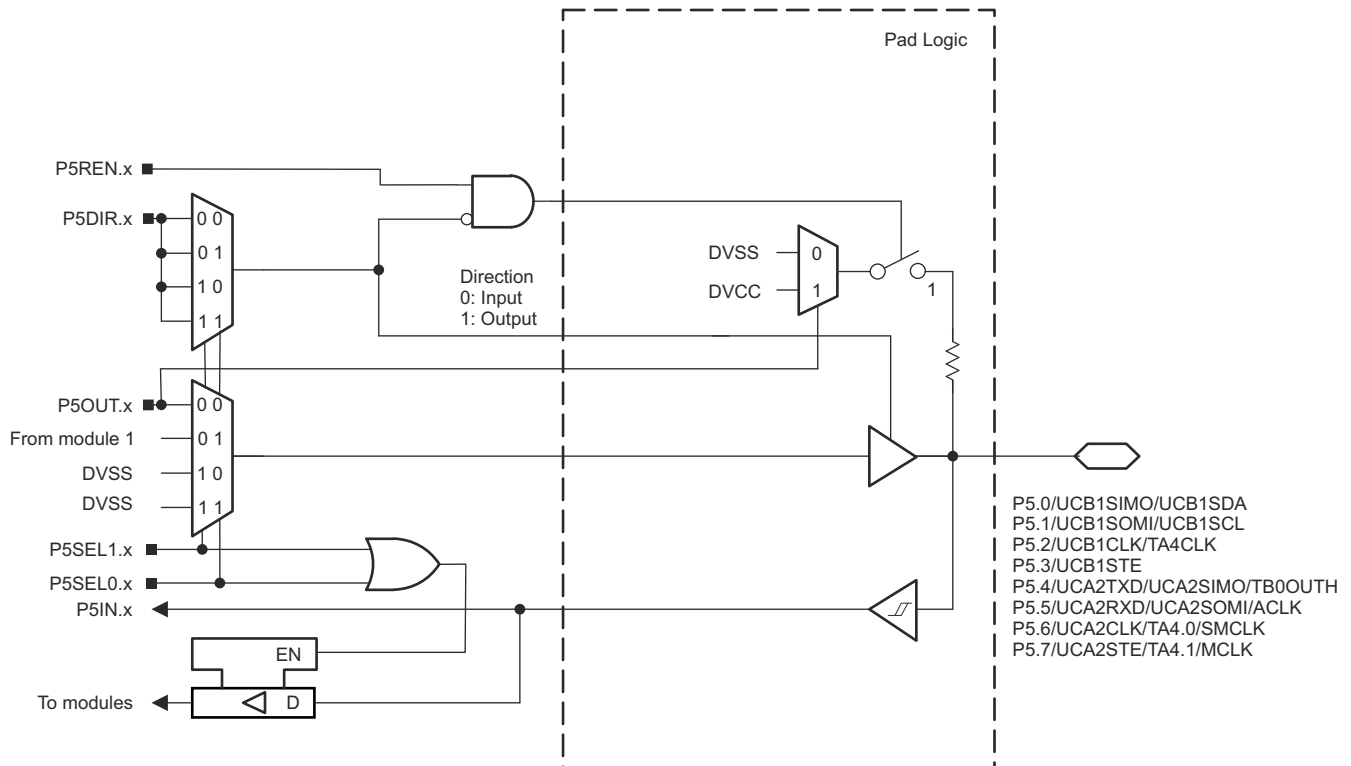 Pad Logic
P5REN.x
P5DIR.x
0 0
0 1
1 0
1 1
Direction
0: Input
1: Output
DVSS
0
DVCC
1
1
P5OUT.x
0 0
From module 1
0 1
DVSS
1 0
DVSS
1 1
P5SEL1.x
P5SEL0.x
P5IN.x
EN
To modules
D
P5.0/UCB1SIMO/UCB1SDA
P5.1/UCB1SOMI/UCB1SCL
P5.2/UCB1CLK/TA4CLK
P5.3/UCB1STE
P5.4/UCA2TXD/UCA2SIMO/TB0OUTH
P5.5/UCA2RXD/UCA2SOMI/ACLK
P5.6/UCA2CLK/TA4.0/SMCLK
P5.7/UCA2STE/TA4.1/MCLK